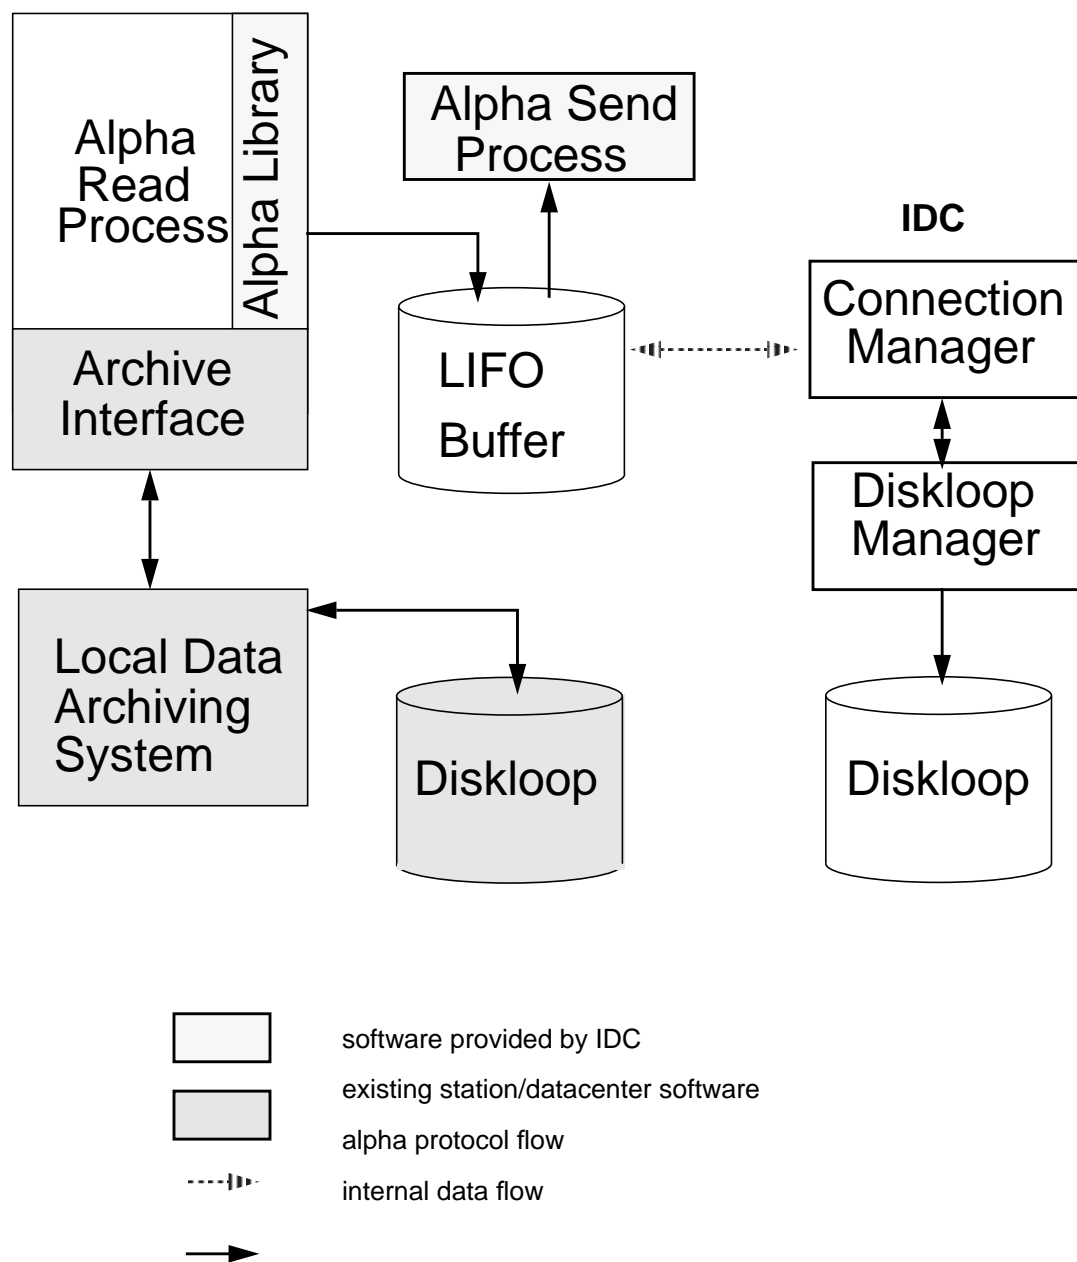 Alpha
Read
Process
Alpha Library
Archive
Interface
Alpha Send
Process
LIFO
Buffer
IDC
Connection
Manager
Diskloop
Manager
Local Data
Archiving
System
Diskloop
Diskloop
software provided by IDC
existing station/datacenter software
alpha protocol flow
internal data flow